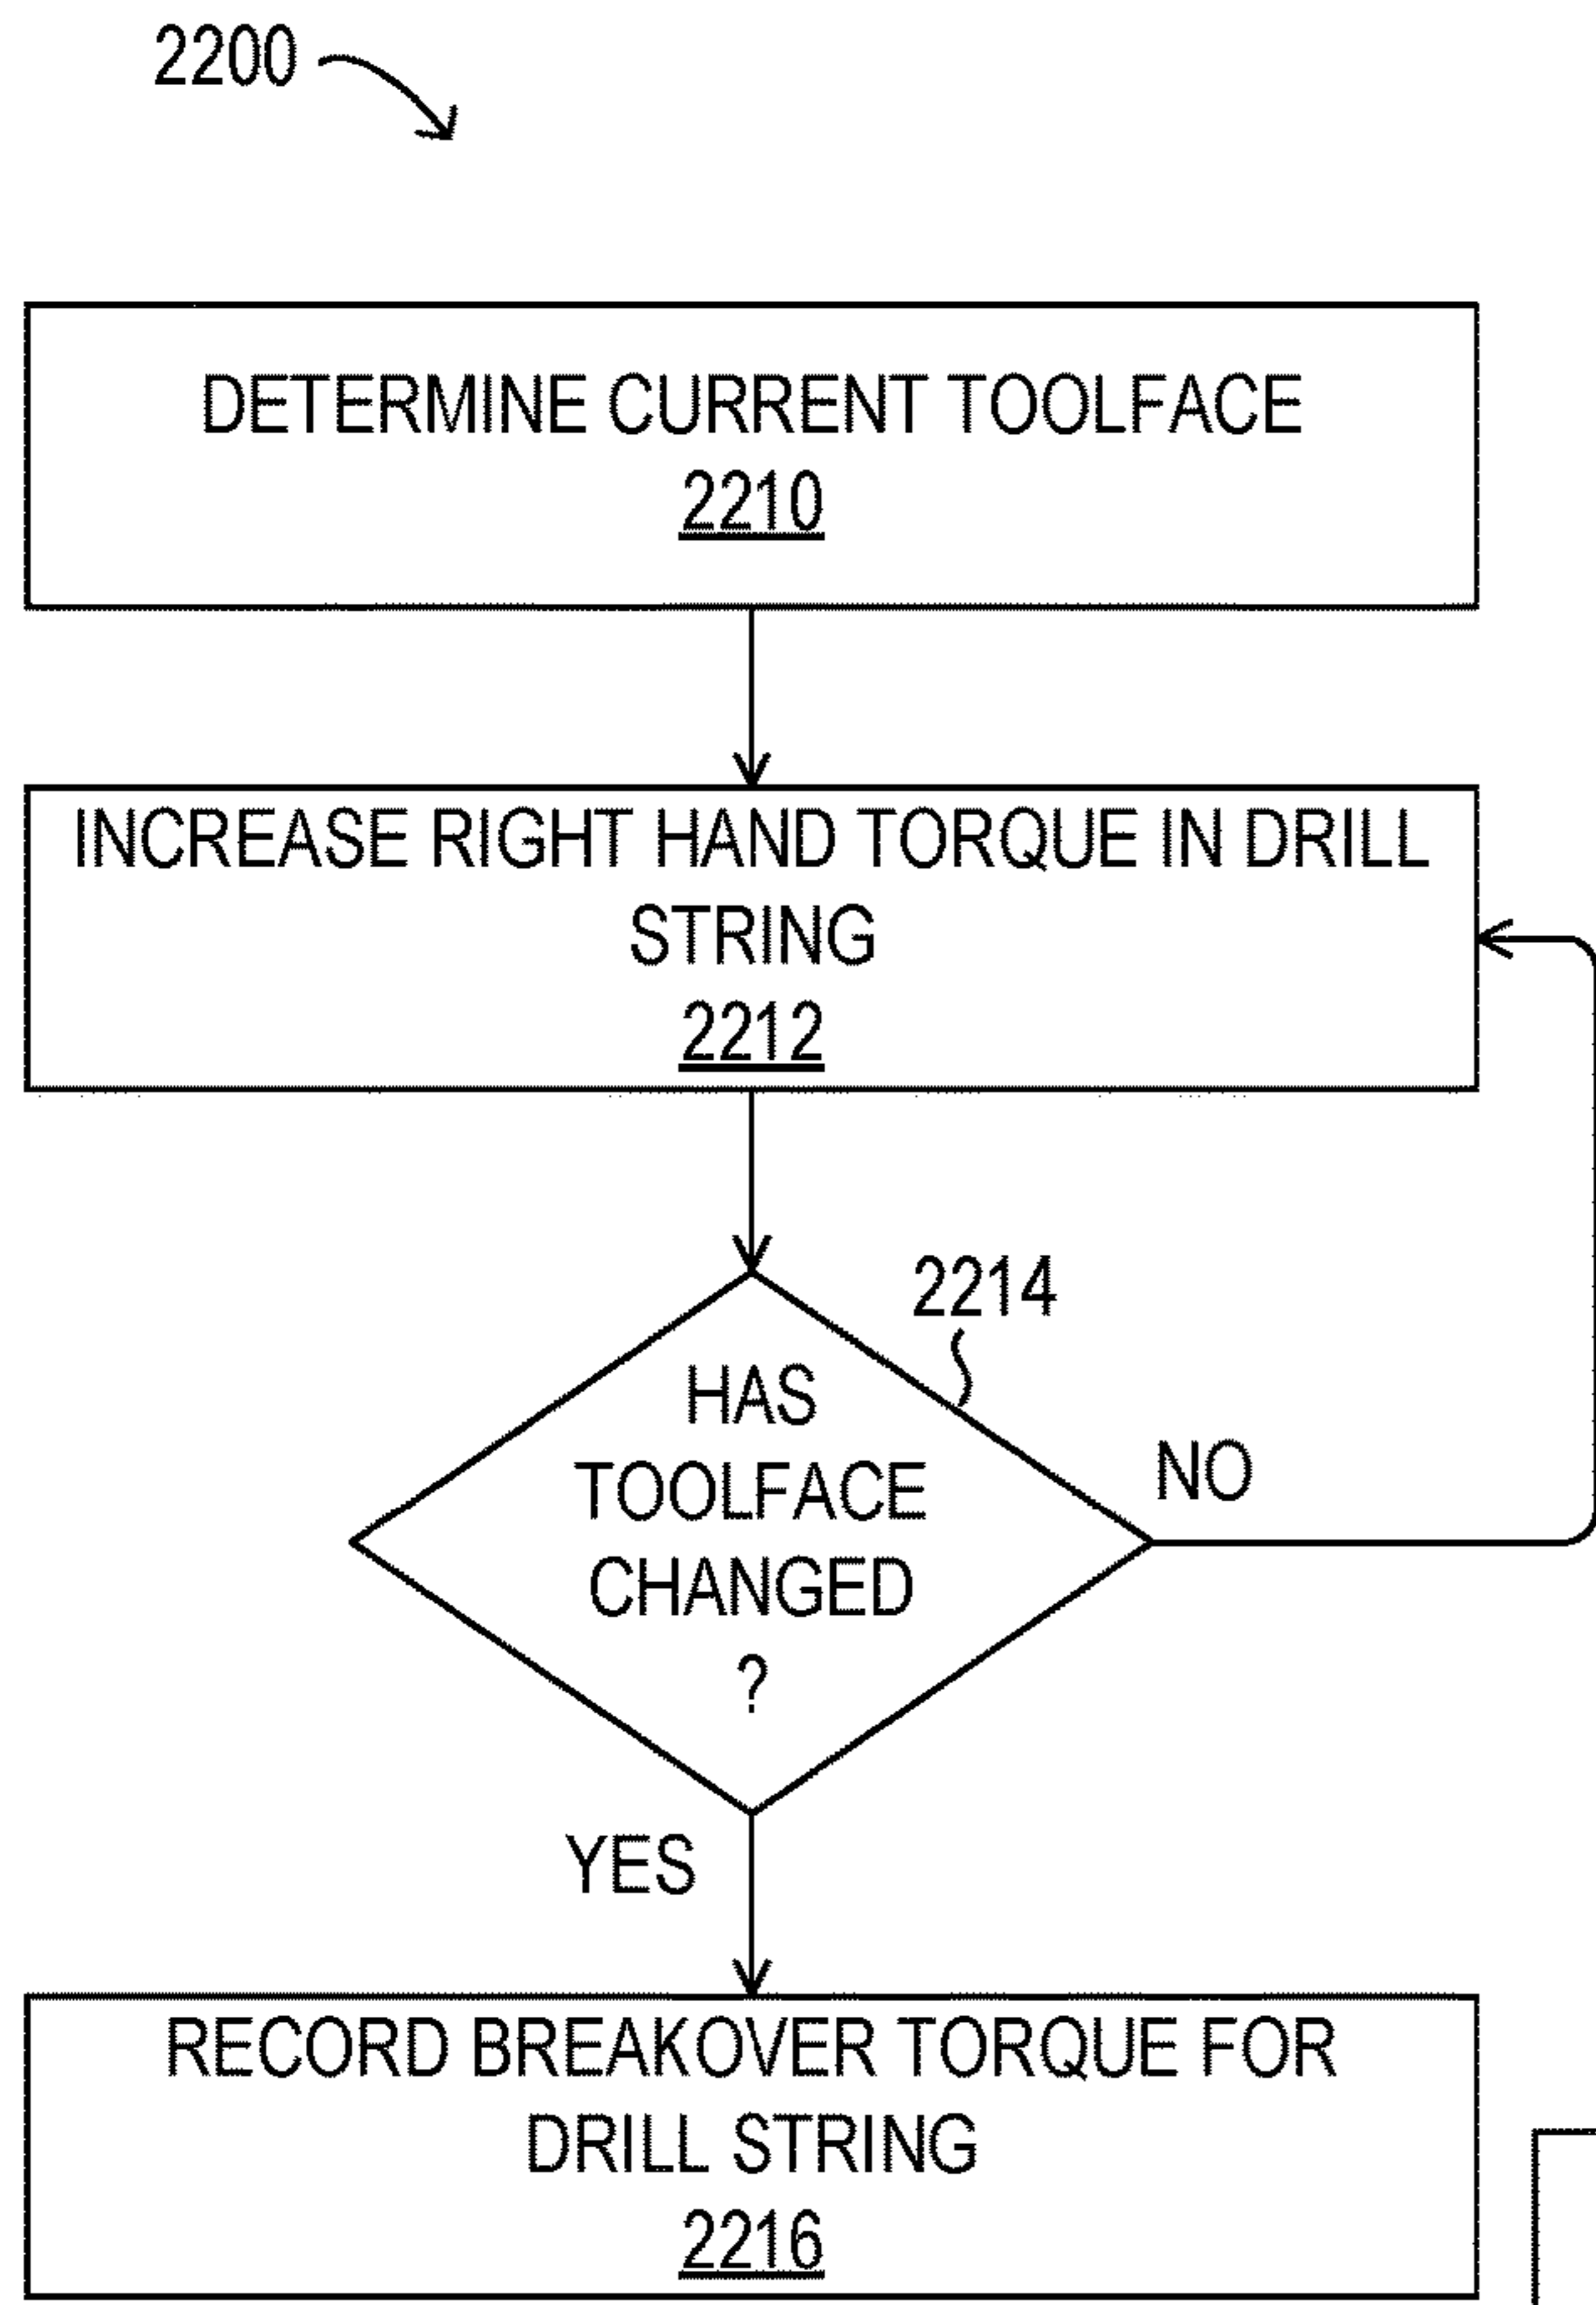 2200
DETERMINE CURRENT TOOLFACE
2210
INCREASE RIGHT HAND TORQUE IN DRILL
STRING
2212
2214
HAS
TOOLFACE
CHANGED
?
NO
YES
RECORD BREAKOVER TORQUE FOR
DRILL STRING
2216